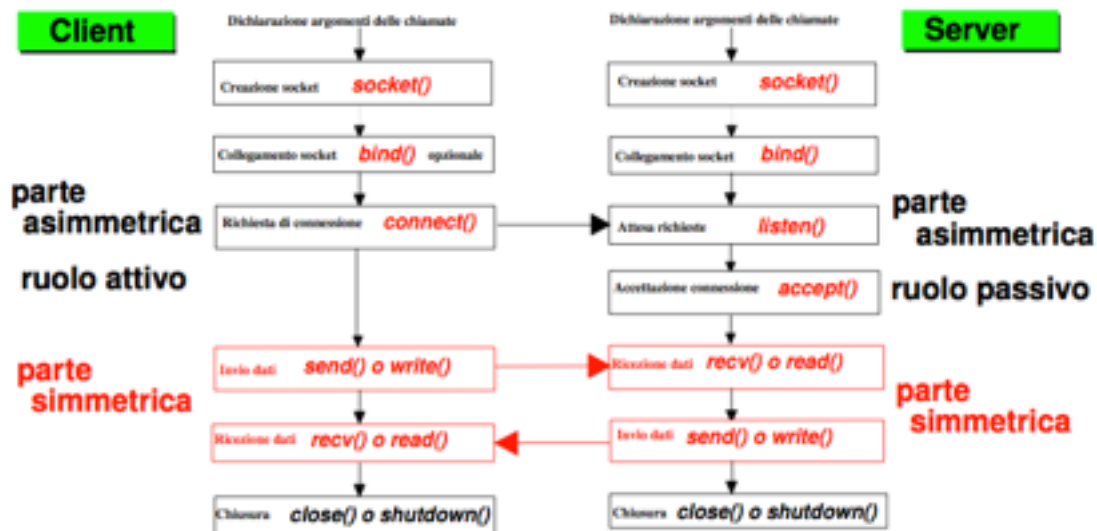 Client
Dichiarazione argomenti delle chiamate
Creazione socket socket()
Collegamento socket bind() opzionale
parte
asimmetrica
Richiesta di connessione connect()
ruolo attivo
parte
simmetrica
Invio dati send() o write()
Ricezione dati recv() o read()
Chiusura close() o shutdown()
Dichiarazione argomenti delle chiamate
Server
Creazione socket socket()
Collegamento socket bind()
Attesa richieste listen()
parte
asimmetrica
Accettazione connessione accept()
ruolo passivo
Ricezione dati recv() o read()
parte
simmetrica
Invio dati send() o write()
Chiusura close() o shutdown()